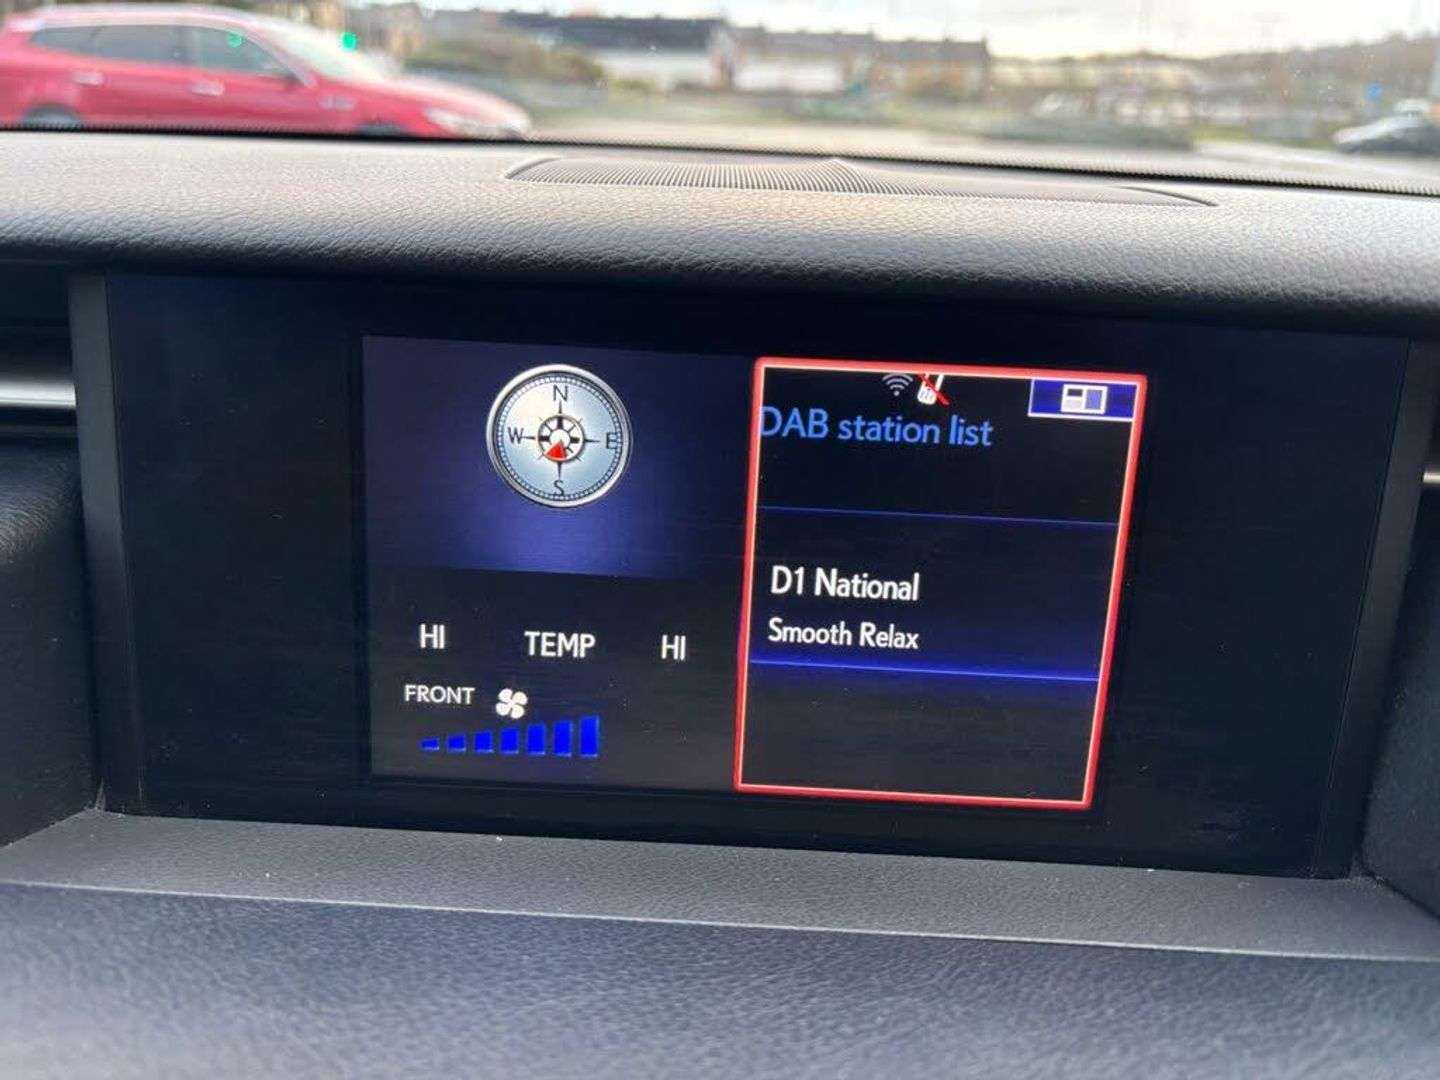 N
W E
S
DAB station list
D1 National
Smooth Relax
HI TEMP HI
FRONT